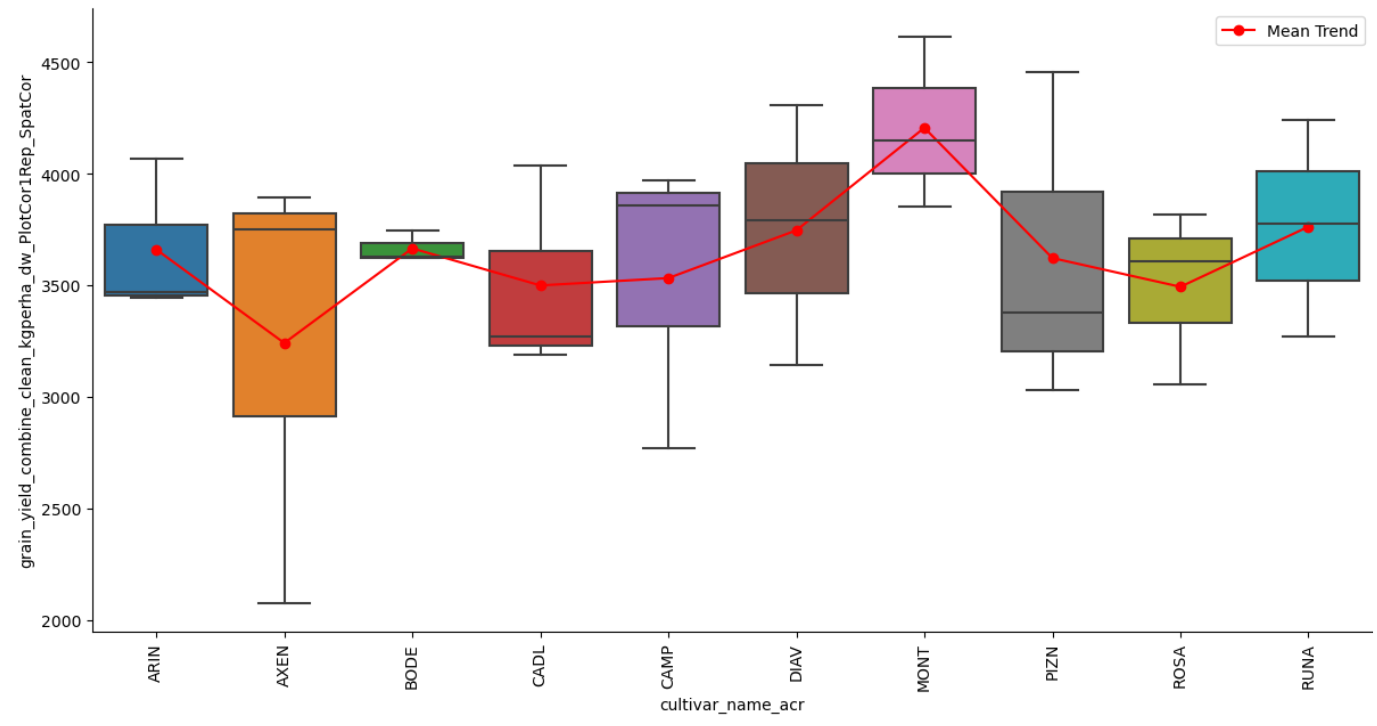 Mean Trend
4500
4000
3500
3000
2500
2000
grain_yield_combine_clean_kgperha_dw_PlotCor1Rep_SpatCor
ARIN
AXEN
BODE
CADL
CAMP
DIAV
MONT
PIZN
ROSA
RUNA
cultivar_name_acr